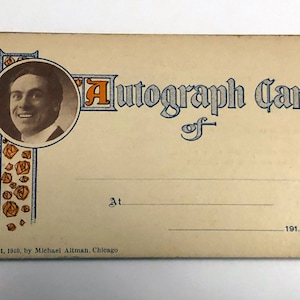 Autograph Car
of
At
191
t, 1910, by Michael Altman, Chicago